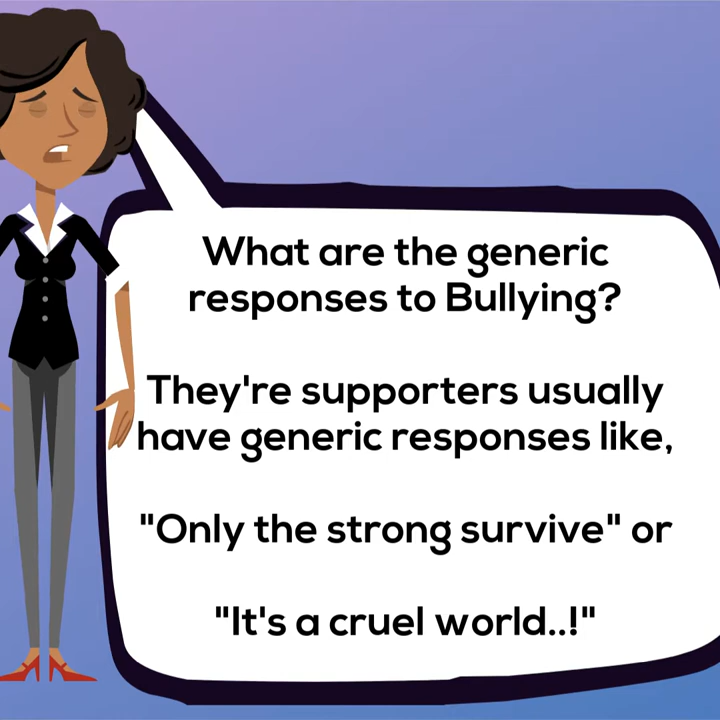 What are the generic
responses to Bullying?
They're supporters usually
have generic responses like,
"Only the strong survive" or
"It's a cruel world..!"